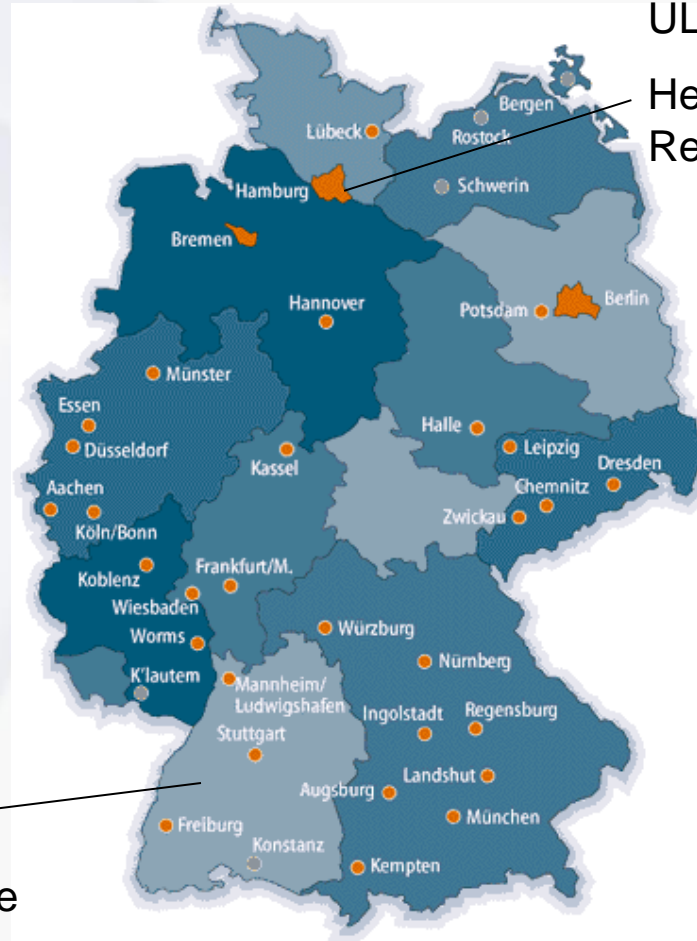 UL
He
Re
Bergen
Lübeck
Rostock
Schwerin
Hamburg
Bremen
Hannover
Potsdam
Berlin
Münster
Essen
Düsseldorf
Halle
Leipzig
Kassel
Dresden
Chemnitz
Aachen
Zwickau
Köln/Bonn
Koblenz
Frankfurt/M.
Wiesbaden
Worms
Würzburg
Nürnberg
K'lautern
Mannheim/
Ludwigshafen
Ingolstadt
Regensburg
Stuttgart
Landshut
Augsburg
München
Freiburg
Konstanz
Kempten
e